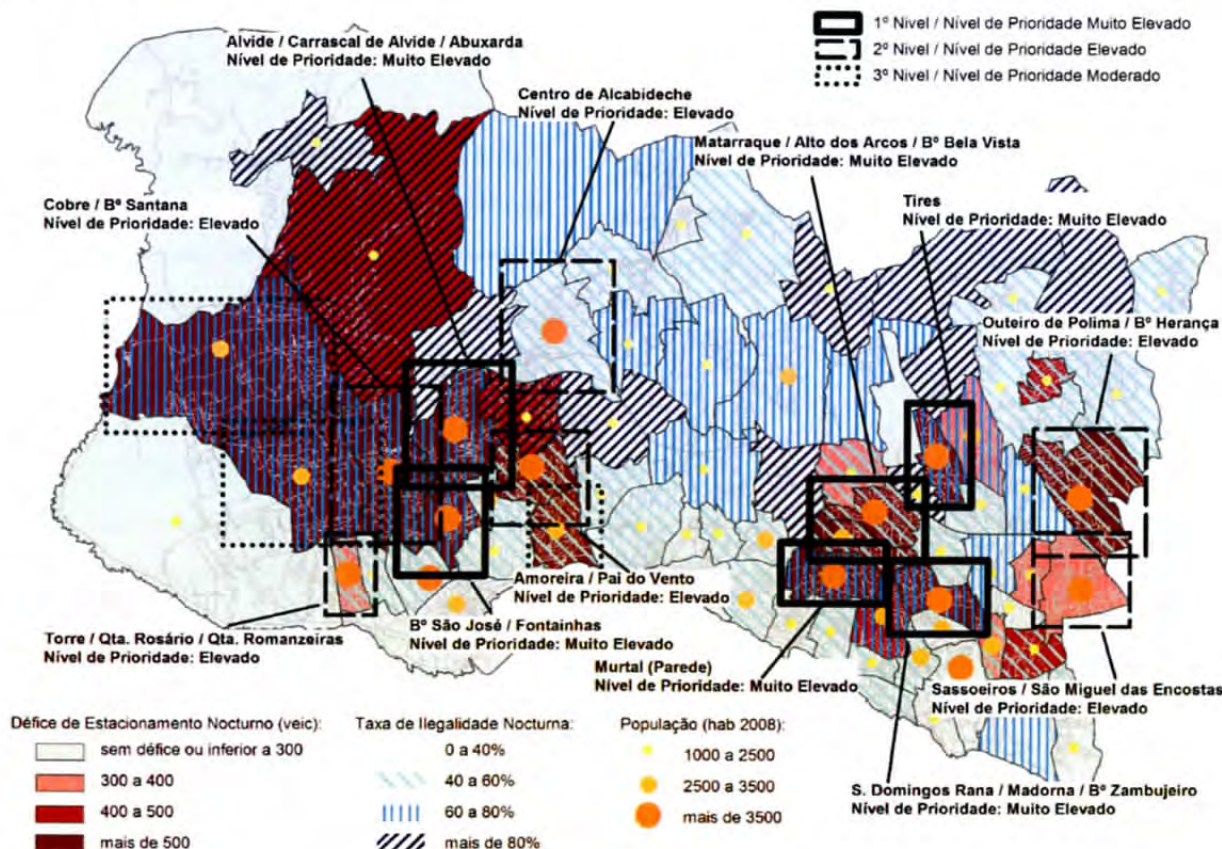 1º Nivel / Nível de Prioridade Muito Elevado
2º Nivel / Nível de Prioridade Elevado
3º Nivel / Nível de Prioridade Moderado
Alvide / Carrascal de Alvide / Abuxarda
Nível de Prioridade: Muito Elevado
Centro de Alcabideche
Nível de Prioridade: Elevado
Matarraque / Alto dos Arcos / Bº Bela Vista
Nível de Prioridade: Muito Elevado
Cobre / Bº Santana
Nível de Prioridade: Elevado
Tires
Nível de Prioridade: Muito Elevado
Outeiro de Polima / Bº Herança
Nível de Prioridade: Elevado
Amoreira / Pai do Vento
Nível de Prioridade: Elevado
Torre / Qta. Rosário / Qta. Romanzeiras
Nível de Prioridade: Elevado
Bº São José / Fontainhas
Nível de Prioridade: Muito Elevado
Murtal (Parede)
Nível de Prioridade: Muito Elevado
Sassoeiros / São Miguel das Encostas
Nível de Prioridade: Elevado
S. Domingos Rana / Madorna / Bº Zambujeiro
Nível de Prioridade: Muito Elevado
Défice de Estacionamento Nocturno (veic):
sem défice ou inferior a 300
300 a 400
400 a 500
mais de 500
Taxa de Ilegalidade Nocturna:
0 a 40%
40 a 60%
60 a 80%
mais de 80%
População (hab 2008):
1000 a 2500
2500 a 3500
mais de 3500